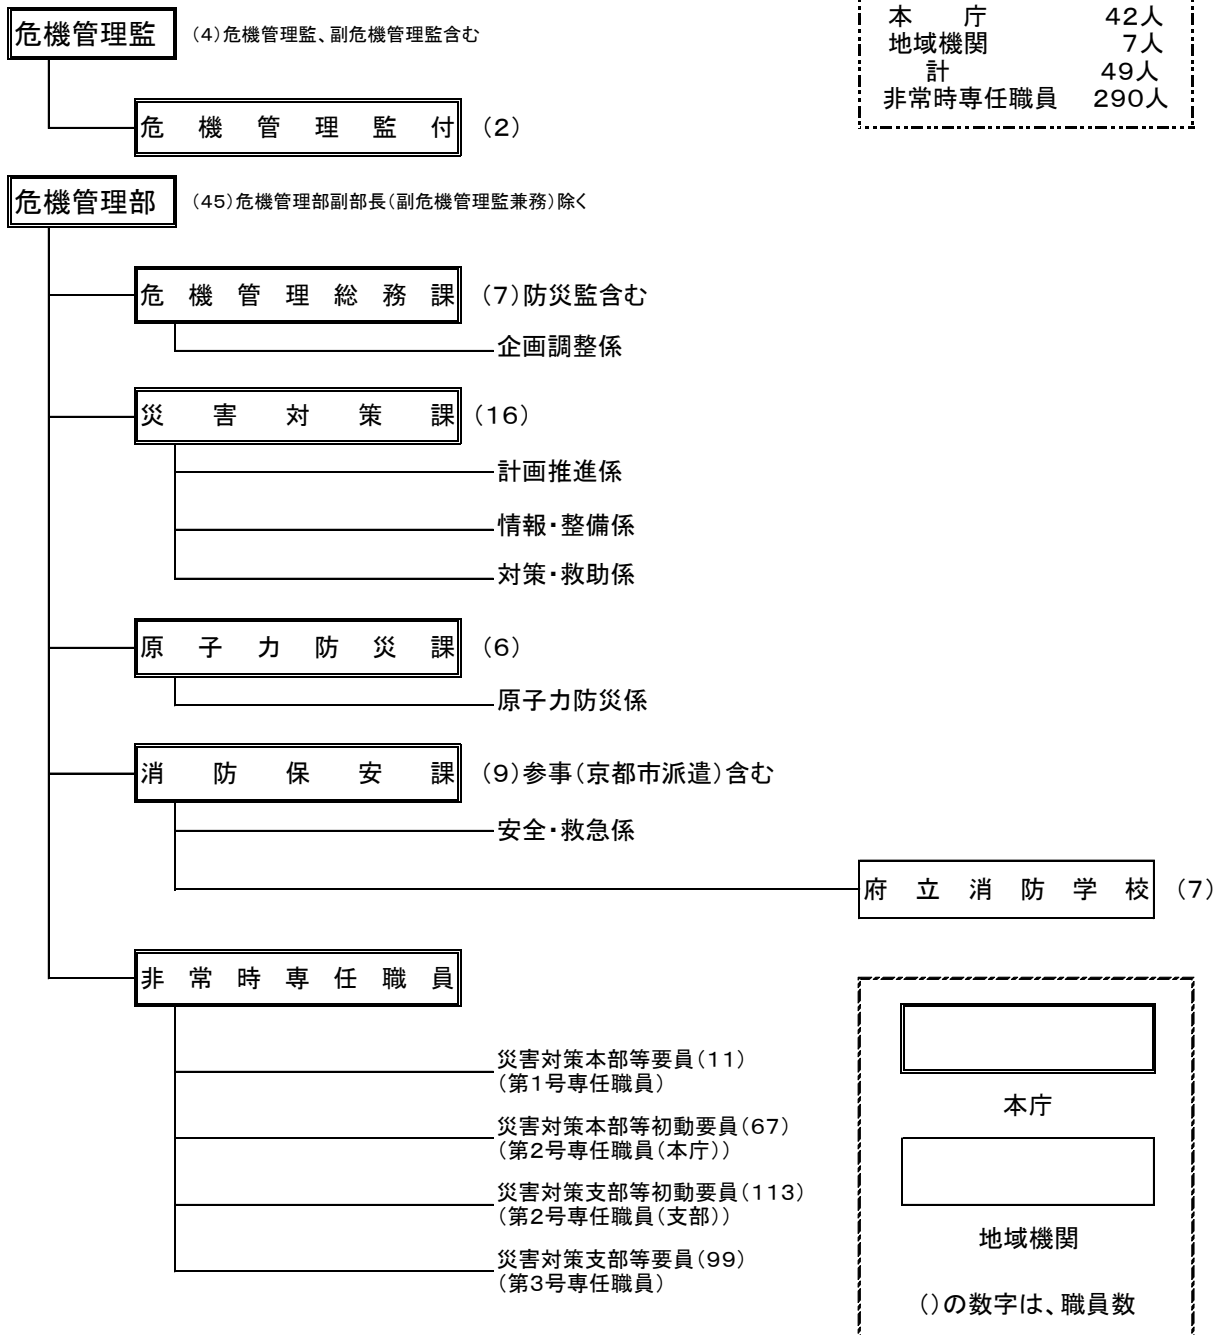 危機管理監 (4)危機管理監、副危機管理監含む
本 庁 42人
地域機関 7人
計 49人
非常時専任職員 290人
危機管理監付 (2)
危機管理部 (45)危機管理部副部長(副危機管理監兼務)除く
危機管理総務課 (7)防災監含む
企画調整係
災害対策課 (16)
計画推進係
情報・整備係
対策・救助係
原子力防災課 (6)
原子力防災係
消防保安課 (9)参事(京都市派遣)含む
安全・救急係
府立消防学校 (7)
非常時専任職員
災害対策本部等要員(11)
(第1号専任職員)
災害対策本部等初動要員(67)
(第2号専任職員(本庁))
災害対策支部等初動要員(113)
(第2号専任職員(支部))
災害対策支部等要員(99)
(第3号専任職員)
本庁
地域機関
()の数字は、職員数